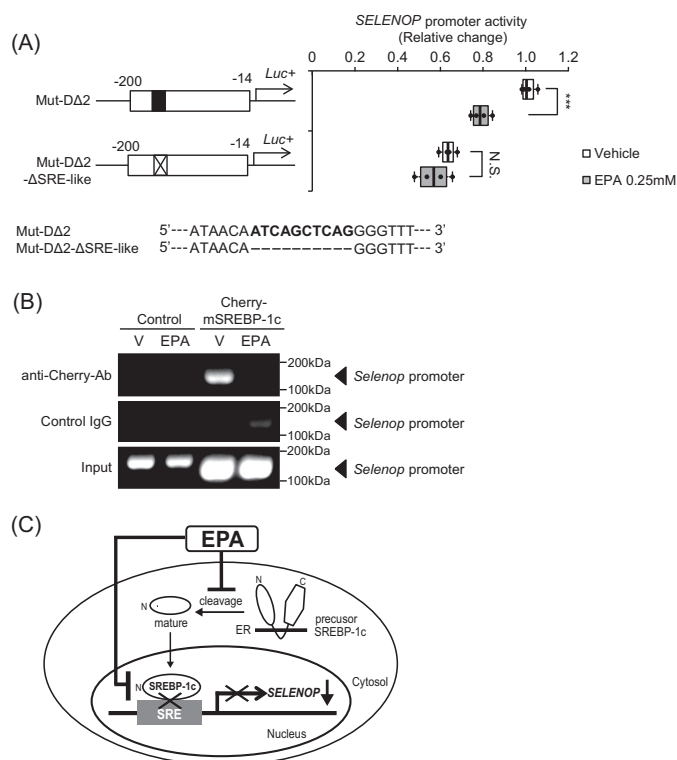 (A)
SELENOP promoter activity
(Relative change)
0 0.2 0.4 0.6 0.8 1.0 1.2
-200 -14 Luc+
Mut-DΔ2
***
-200 -14 Luc+
Mut-DΔ2
-ΔSRE-like
N.S.
Vehicle
EPA 0.25mM
Mut-DΔ2 5'---ATAACAATCAGCTCAGGGGTTT--- 3'
Mut-DΔ2-ΔSRE-like 5'---ATAACA----------GGGTTT--- 3'
(B)
Control
Cherry-
mSREBP-1c
V EPA V EPA
anti-Cherry-Ab
200kDa
100kDa
Selenop promoter
Control IgG
200kDa
100kDa
Selenop promoter
Input
200kDa
100kDa
Selenop promoter
(C)
EPA
cleavage
N C
N
mature
ER
precusor
SREBP-1c
N
SREBP-1c
SRE
SELENOP
Cytosol
Nucleus